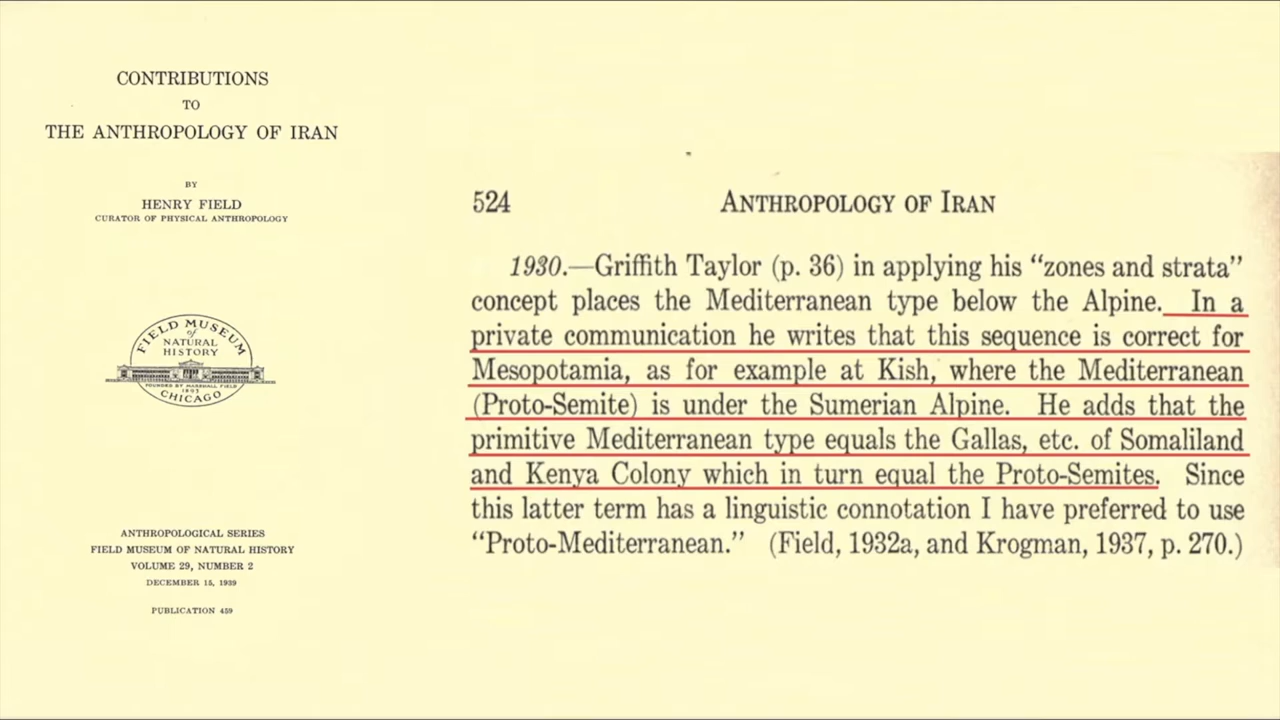 CONTRIBUTIONS
TO
THE ANTHROPOLOGY OF IRAN
BY
HENRY FIELD
CURATOR OF PHYSICAL ANTHROPOLOGY
FIELD MUSEUM
of
NATURAL
HISTORY
FOUNDED BY MARSHALL FIELD
1893
CHICAGO
ANTHROPOLOGICAL SERIES
FIELD MUSEUM OF NATURAL HISTORY
VOLUME 29, NUMBER 2
DECEMBER 15, 1939
PUBLICATION 459
524 ANTHROPOLOGY OF IRAN
1930.—Griffith Taylor (p. 36) in applying his “zones and strata”
concept places the Mediterranean type below the Alpine. In a
private communication he writes that this sequence is correct for
Mesopotamia, as for example at Kish, where the Mediterranean
(Proto-Semite) is under the Sumerian Alpine. He adds that the
primitive Mediterranean type equals the Gallas, etc. of Somaliland
and Kenya Colony which in turn equal the Proto-Semites. Since
this latter term has a linguistic connotation I have preferred to use
“Proto-Mediterranean.” (Field, 1932a, and Krogman, 1937, p. 270.)